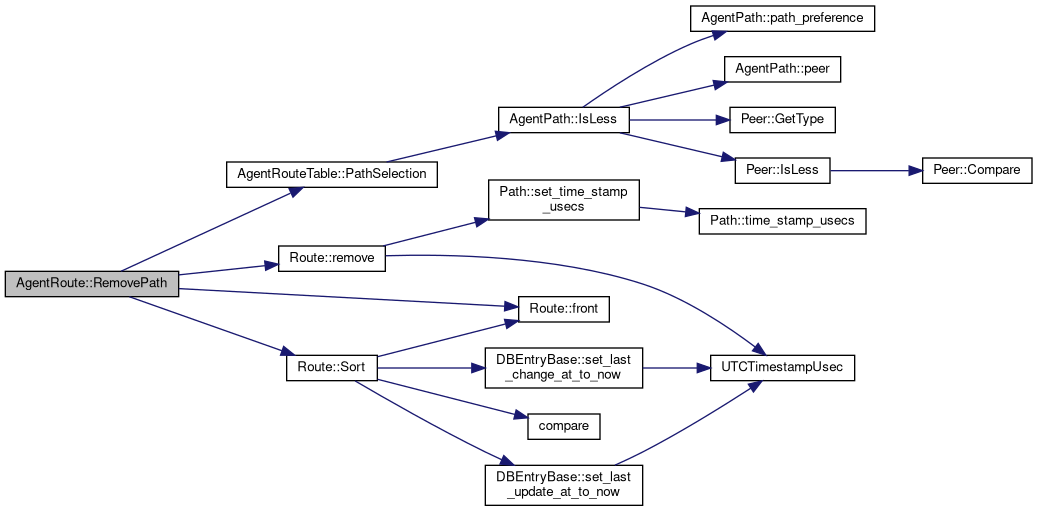 AgentPath::path_preference
AgentPath::peer
AgentPath::IsLess
Peer::GetType
AgentRouteTable::PathSelection
Peer::IsLess
Peer::Compare
Path::set_time_stamp
_usecs
Path::time_stamp_usecs
Route::remove
AgentRoute::RemovePath
Route::front
Route::Sort
DBEntryBase::set_last
_change_at_to_now
UTCTimestampUsec
compare
DBEntryBase::set_last
_update_at_to_now